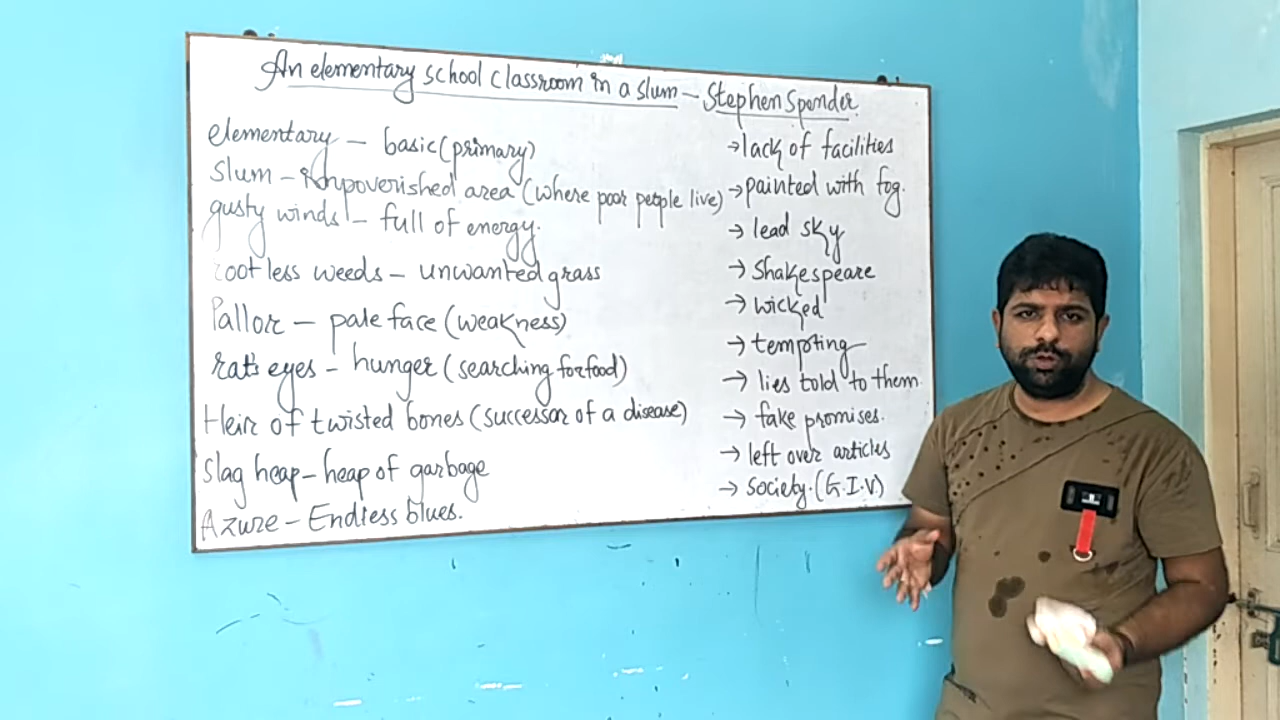 An elementary school classroom in a slum - Stephen Spender
elementary - basic (primary)
Slum - Impoverished area (where poor people live)
gusty winds - full of energy.
rootless weeds - unwanted grass
Pallor - pale face (weakness)
rat's eyes - hunger (searching for food)
Heir of twisted bones (successor of a disease)
Slag heap - heap of garbage
Azure - Endless blues.
→ lack of facilities
→ painted with fog.
→ lead sky
→ Shakespeare
→ wicked
→ tempting
→ lies told to them
→ fake promises.
→ left over articles
→ society. (G.I.V)